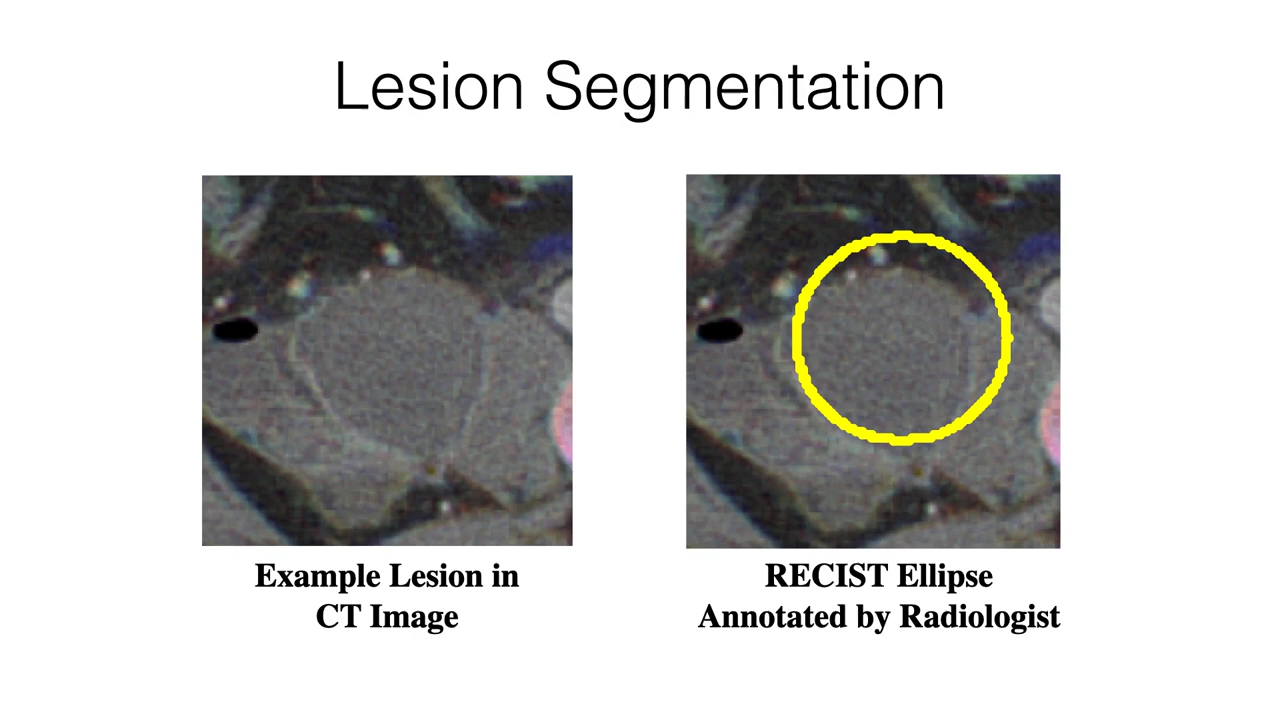 Lesion Segmentation
Example Lesion in
CT Image
RECIST Ellipse
Annotated by Radiologist